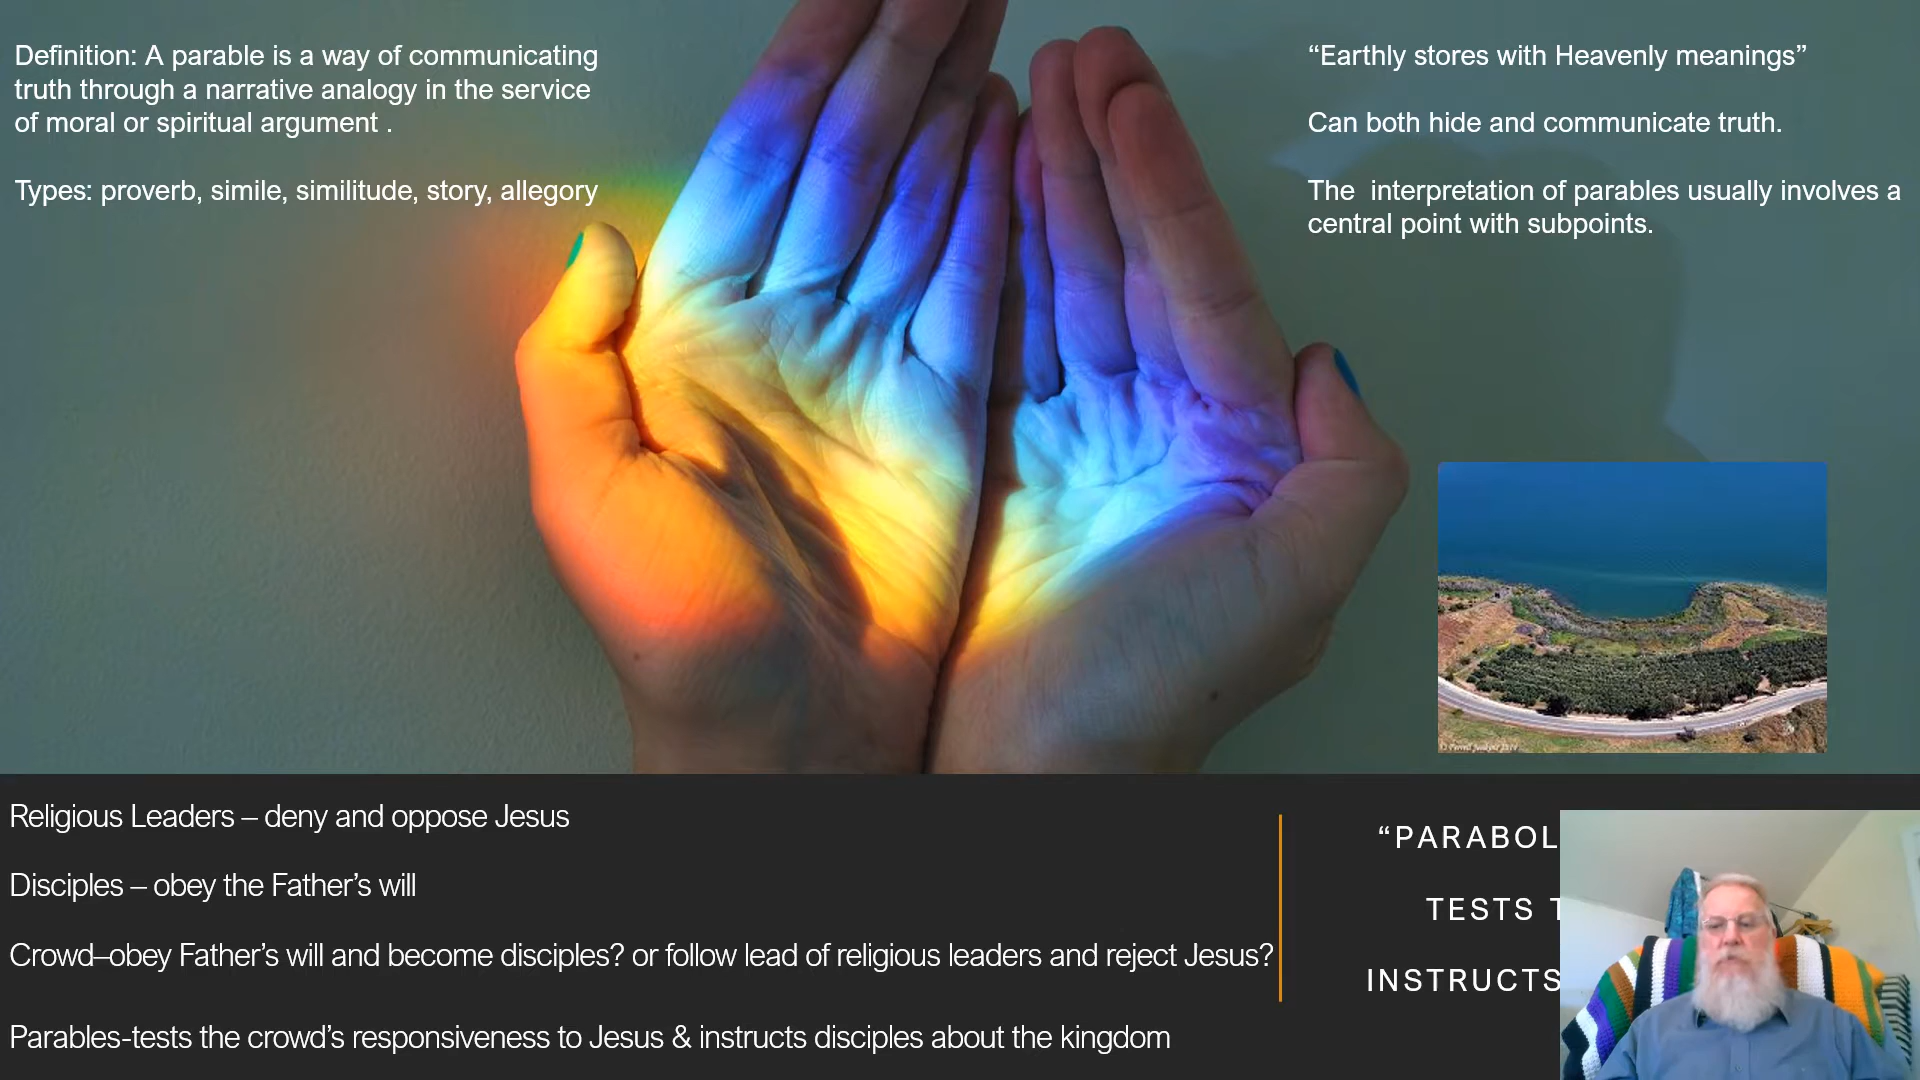 Definition: A parable is a way of communicating
truth through a narrative analogy in the service
of moral or spiritual argument .
Types: proverb, simile, similitude, story, allegory
“Earthly stores with Heavenly meanings”
Can both hide and communicate truth.
The  interpretation of parables usually involves a
central point with subpoints.
Religious Leaders – deny and oppose Jesus
Disciples – obey the Father’s will
Crowd–obey Father’s will and become disciples? or follow lead of religious leaders and reject Jesus?
Parables-tests the crowd’s responsiveness to Jesus & instructs disciples about the kingdom
“PARABOL
TESTS T
INSTRUCTS